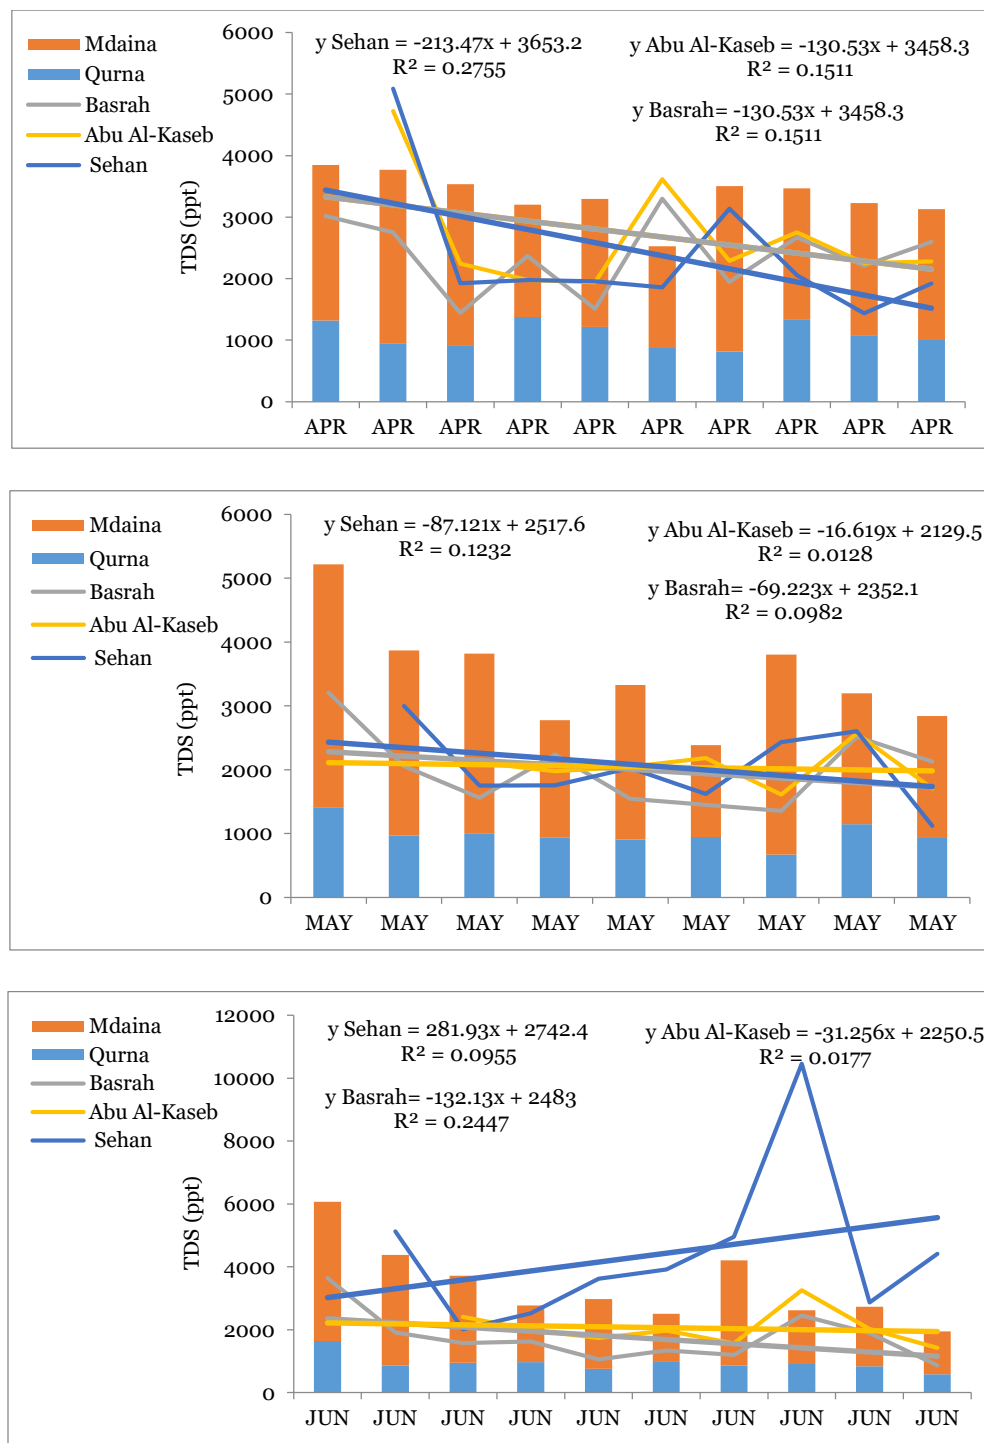 Mdaina
Qurna
Basrah
Abu Al-Kaseb
Sehan
y Sehan = -213.47x + 3653.2
R² = 0.2755
y Abu Al-Kaseb = -130.53x + 3458.3
R² = 0.1511
y Basrah= -130.53x + 3458.3
R² = 0.1511
TDS (ppt)
6000
5000
4000
3000
2000
1000
0
APR APR APR APR APR APR APR APR APR APR
Mdaina
Qurna
Basrah
Abu Al-Kaseb
Sehan
y Sehan = -87.121x + 2517.6
R² = 0.1232
y Abu Al-Kaseb = -16.619x + 2129.5
R² = 0.0128
y Basrah= -69.223x + 2352.1
R² = 0.0982
TDS (ppt)
6000
5000
4000
3000
2000
1000
0
MAY MAY MAY MAY MAY MAY MAY MAY MAY
Mdaina
Qurna
Basrah
Abu Al-Kaseb
Sehan
y Sehan = 281.93x + 2742.4
R² = 0.0955
y Abu Al-Kaseb = -31.256x + 2250.5
R² = 0.0177
y Basrah= -132.13x + 2483
R² = 0.2447
TDS (ppt)
12000
10000
8000
6000
4000
2000
0
JUN JUN JUN JUN JUN JUN JUN JUN JUN JUN